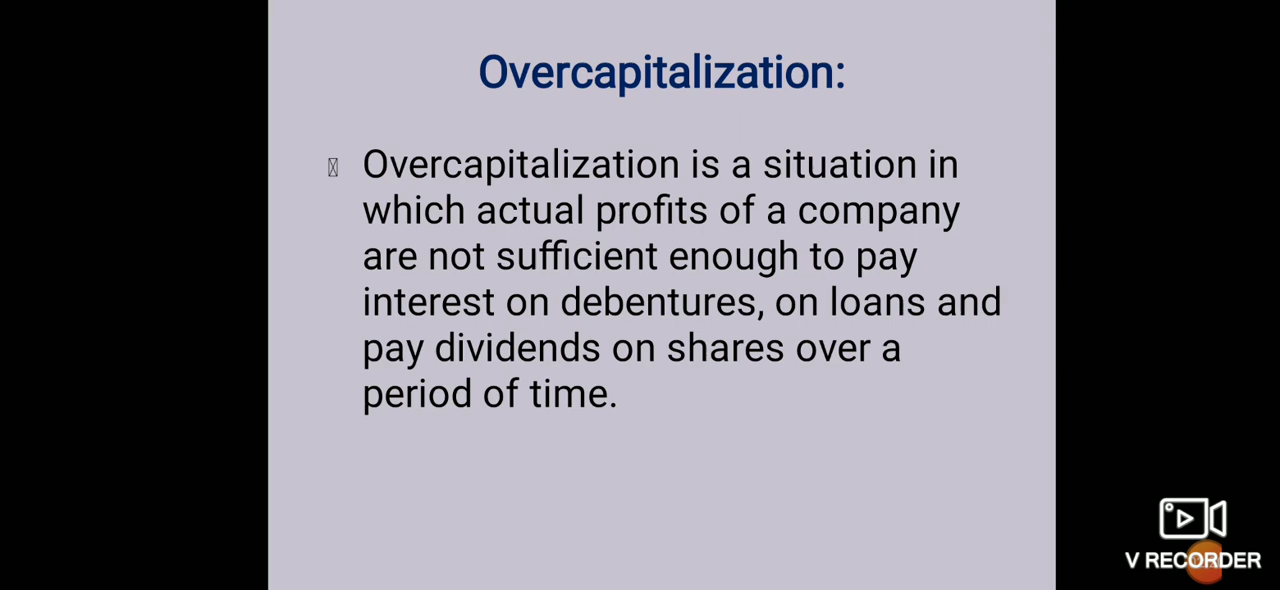 Overcapitalization:
Overcapitalization is a situation in
which actual profits of a company
are not sufficient enough to pay
interest on debentures, on loans and
pay dividends on shares over a
period of time.
V RECORDER